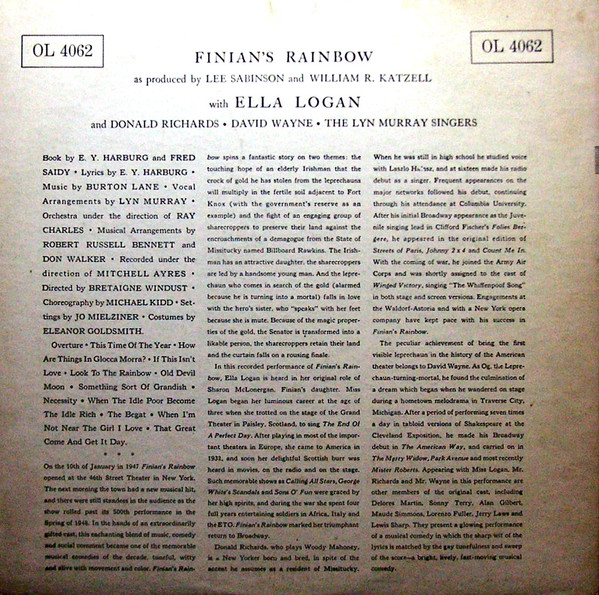 OL 4062
OL 4062
FINIAN'S RAINBOW
as produced by LEE SABINSON and WILLIAM R. KATZELL
with ELLA LOGAN
and DONALD RICHARDS • DAVID WAYNE • THE LYN MURRAY SINGERS
Book by E. Y. HARBURG and FRED
SAIDY • Lyrics by E. Y. HARBURG •
Music by BURTON LANE • Vocal
Arrangements by LYN MURRAY •
Orchestra under the direction of RAY
CHARLES • Musical Arrangements by
ROBERT RUSSELL BENNETT and
DON WALKER • Recorded under the
direction of MITCHELL AYRES •
Directed by BRETAIGNE WINDUST •
Choreography by MICHAEL KIDD • Set-
tings by JO MIELZINER • Costumes by
ELEANOR GOLDSMITH.
Overture • This Time Of The Year • How
Are Things In Glocca Morra? • If This Isn't
Love • Look To The Rainbow • Old Devil
Moon • Something Sort Of Grandish •
Necessity • When The Idle Poor Become
The Idle Rich • The Begat • When I'm
Not Near The Girl I Love • That Great
Come And Get It Day.
* * *
On the 10th of January in 1947 Finian's Rainbow
opened at the 46th Street Theater in New York.
The next morning the town had a new musical hit,
and there were still standees in the audience as the
show rolled past its 500th performance in the
Spring of 1948. In the hands of an extraordinarily
gifted cast, this enchanting blend of music, comedy
and social comment became one of the memorable
musical comedies of the decade, tuneful, witty
and alive with movement and color. Finian's Rain-
bow spins a fantastic story on two themes: the
touching hope of an elderly Irishman that the
crock of gold he has stolen from the leprechauns
will multiply in the fertile soil adjacent to Fort
Knox (with the government's reserve as an
example) and the fight of an engaging group of
sharecroppers to preserve their land against the
encroachments of a demagogue from the State of
Missitucky named Billboard Rawkins. The Irish-
man has an attractive daughter, the sharecroppers
are led by a handsome young man. And the lepre-
chaun who comes in search of the gold (alarmed
because he is turning into a mortal) falls in love
with the hero's sister, who "speaks" with her feet
because she is mute. Because of the magic proper-
ties of the gold, the Senator is transformed into a
likable person, the sharecroppers retain their land
and the curtain falls on a rousing finale.
In this recorded performance of Finian's Rain-
bow, Ella Logan is heard in her original role of
Sharon McLonergan, Finian's daughter. Miss
Logan began her luminous career at the age of
three when she trotted on the stage of the Grand
Theater in Paisley, Scotland, to sing The End Of
A Perfect Day. After playing in most of the impor-
tant theaters in Europe, she came to America in
1932, and soon her delightful Scottish burr was
heard in movies, on the radio and on the stage.
Such memorable shows as Calling All Stars, George
White's Scandals and Sons O' Fun were graced by
her high spirits, and during the war she spent four
full years entertaining soldiers in Africa, Italy and
the ETO. Finian's Rainbow marked her triumphant
return to Broadway.
Donald Richards, who plays Woody Mahoney,
is a New Yorker born and bred, in spite of the
accent he assumes as a resident of Missitucky.
When he was still in high school he studied voice
with Laszlo and at sixteen made his radio
debut as a singer. Frequent appearances on the
major networks followed his debut, continuing
through his attendance at Columbia University.
After his initial Broadway appearance as the Juve-
nile singing lead in Clifford Fischer's Folies Ber-
gere, he appeared in the original edition of
Streets of Paris, Johnny 2 x 4 and Count Me In.
With the coming of war, he joined the Army Air
Corps and was shortly assigned to the cast of
Winged Victory, singing "The Whiffenpoof Song"
in both stage and screen versions. Engagements at
the Waldorf-Astoria and with a New York opera
company have kept pace with his success in
Finian's Rainbow.
The peculiar achievement of being the first
visible leprechaun in the history of the American
theater belongs to David Wayne. As Og, the Lepre-
chaun-turning-mortal, he found the culmination of
a dream which began when he wandered on stage
during a hometown melodrama in Traverse City,
Michigan. After a period of performing seven times
a day in tabloid versions of Shakespeare at the
Cleveland Exposition, he made his Broadway
debut in The American Way, and carried on in
The Merry Widow, Park Avenue and most recently
Mister Roberts. Appearing with Miss Logan, Mr.
Richards and Mr. Wayne in this performance are
other members of the original cast, including
Delores Martin, Sonny Terry, Alan Gilbert,
Maude Simmons, Lorenzo Fuller, Jerry Laws and
Lewis Sharp. They present a glowing performance
of a musical comedy in which the sharp wit of the
lyrics is matched by the gay tunefulness and sweep
of the score—a bright, lively, fast-moving musical
comedy.